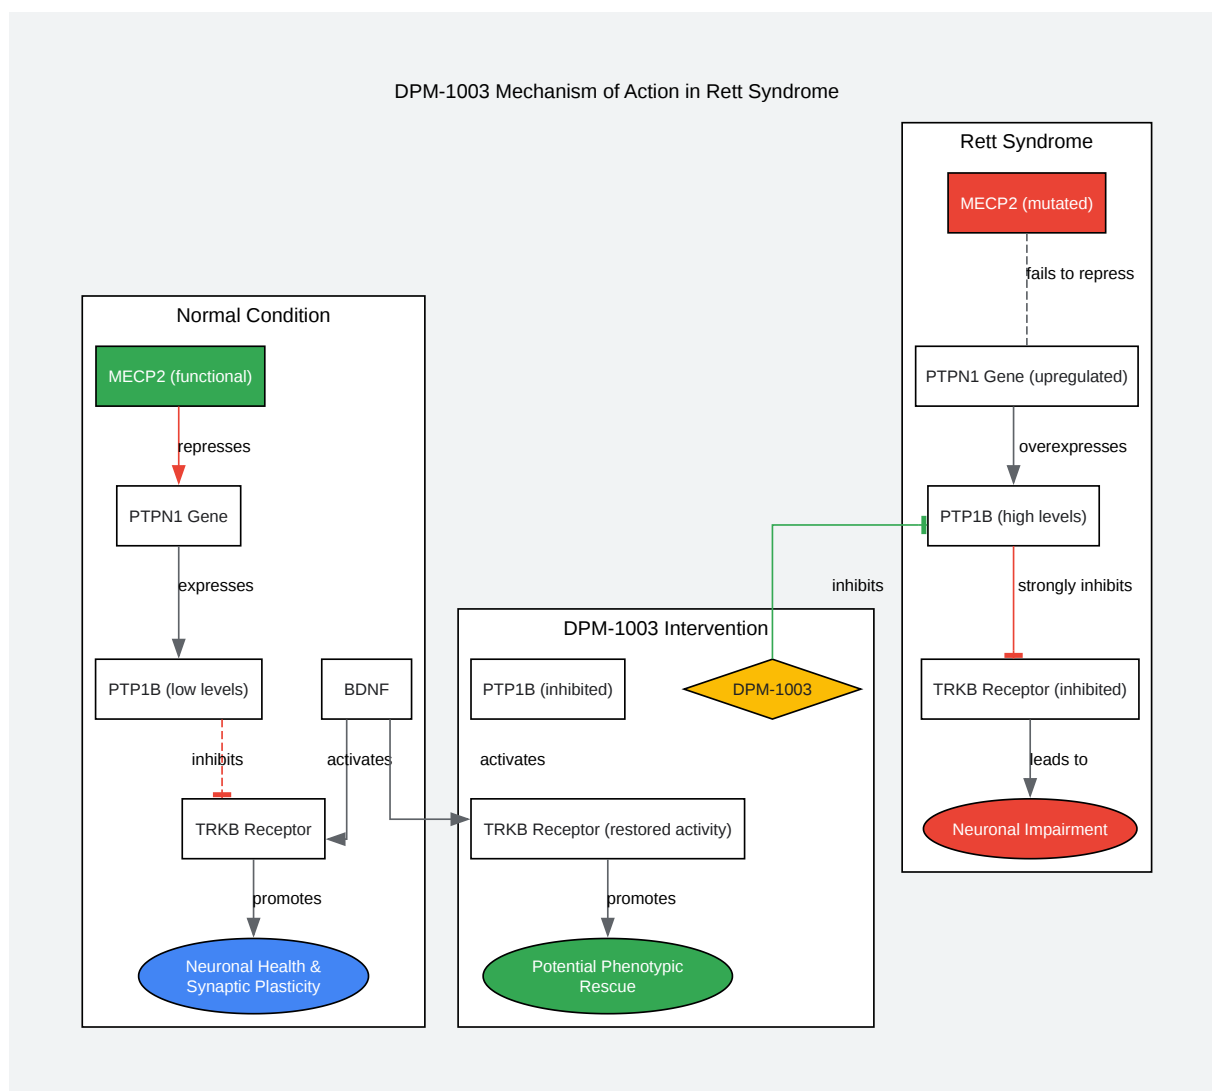 DPM-1003 Mechanism of Action in Rett Syndrome
Normal Condition
MECP2 (functional)
represses
PTPN1 Gene
expresses
PTP1B (low levels)
BDNF
inhibits
activates
TRKB Receptor
promotes
Neuronal Health &
Synaptic Plasticity
DPM-1003 Intervention
PTP1B (inhibited)
DPM-1003
inhibits
activates
TRKB Receptor (restored activity)
promotes
Potential Phenotypic
Rescue
Rett Syndrome
MECP2 (mutated)
fails to repress
PTPN1 Gene (upregulated)
overexpresses
PTP1B (high levels)
strongly inhibits
TRKB Receptor (inhibited)
leads to
Neuronal Impairment